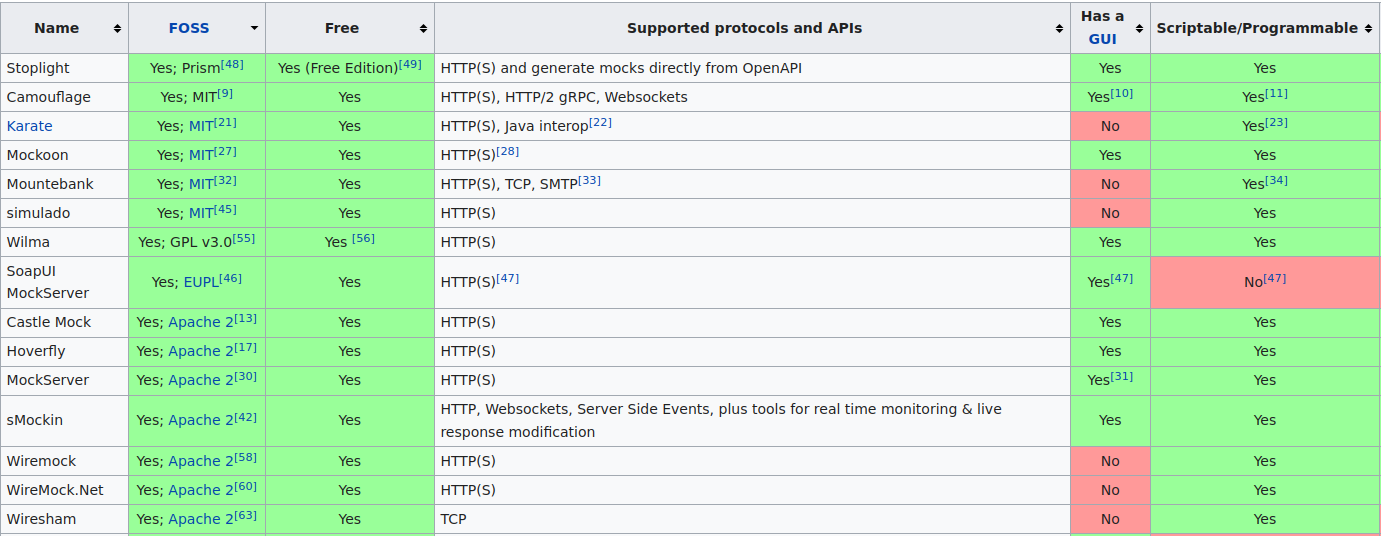 Name FOSS Free Supported protocols and APIs Has a GUI Scriptable/Programmable
Stoplight Yes; Prism[48] Yes (Free Edition)[49] HTTP(S) and generate mocks directly from OpenAPI Yes Yes
Camouflage Yes; MIT[9] Yes HTTP(S), HTTP/2 gRPC, Websockets Yes[10] Yes[11]
Karate Yes; MIT[21] Yes HTTP(S), Java interop[22] No Yes[23]
Mockoon Yes; MIT[27] Yes HTTP(S)[28] Yes Yes
Mountebank Yes; MIT[32] Yes HTTP(S), TCP, SMTP[33] No Yes[34]
simulado Yes; MIT[45] Yes HTTP(S) No Yes
Wilma Yes; GPL v3.0[55] Yes [56] HTTP(S) Yes Yes
SoapUI MockServer Yes; EUPL[46] Yes HTTP(S)[47] Yes[47] No[47]
Castle Mock Yes; Apache 2[13] Yes HTTP(S) Yes Yes
Hoverfly Yes; Apache 2[17] Yes HTTP(S) Yes Yes
MockServer Yes; Apache 2[30] Yes HTTP(S) Yes[31] Yes
sMockin Yes; Apache 2[42] Yes HTTP, Websockets, Server Side Events, plus tools for real time monitoring & live response modification Yes Yes
Wiremock Yes; Apache 2[58] Yes HTTP(S) No Yes
WireMock.Net Yes; Apache 2[60] Yes HTTP(S) No Yes
Wiresham Yes; Apache 2[63] Yes TCP No Yes